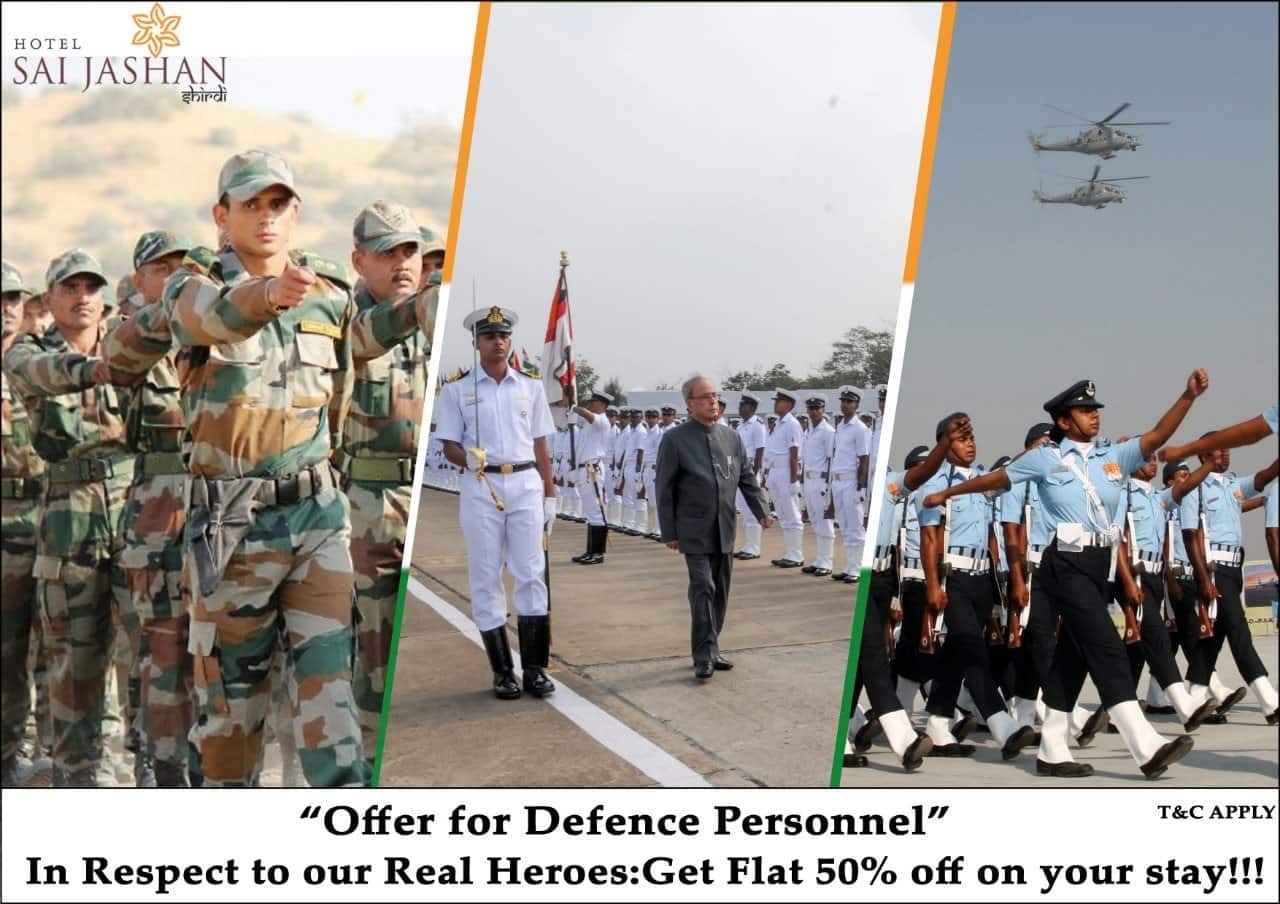 HOTEL
SAI JASHAN
Shirdi
“Offer for Defence Personnel”
T&C APPLY
In Respect to our Real Heroes:Get Flat 50% off on your stay!!!